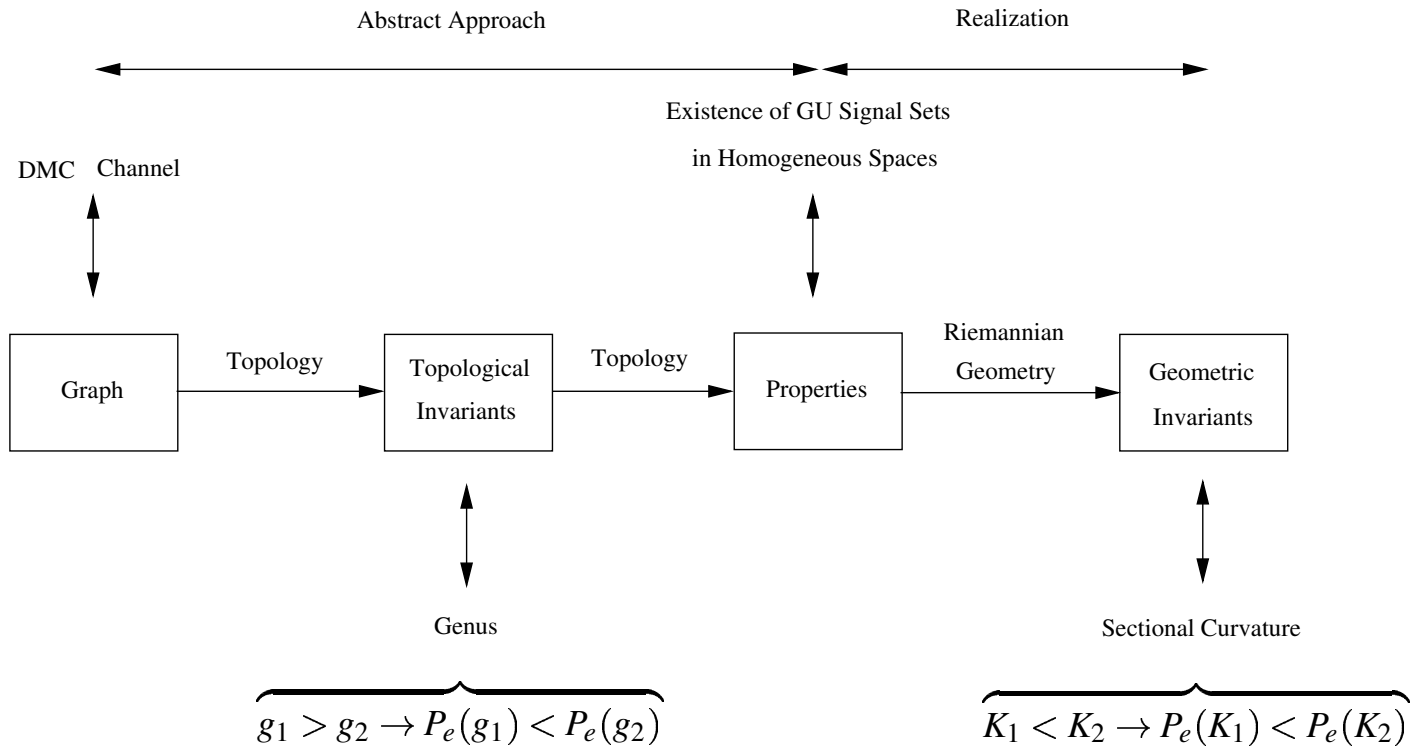 Abstract Approach
Realization
Existence of GU Signal Sets
in Homogeneous Spaces
DMC Channel
Graph
Topology
Topological
Invariants
Topology
Properties
Riemannian
Geometry
Geometric
Invariants
Genus
Sectional Curvature
g₁ > g₂ → Pₑ(g₁) < Pₑ(g₂)
K₁ < K₂ → Pₑ(K₁) < Pₑ(K₂)